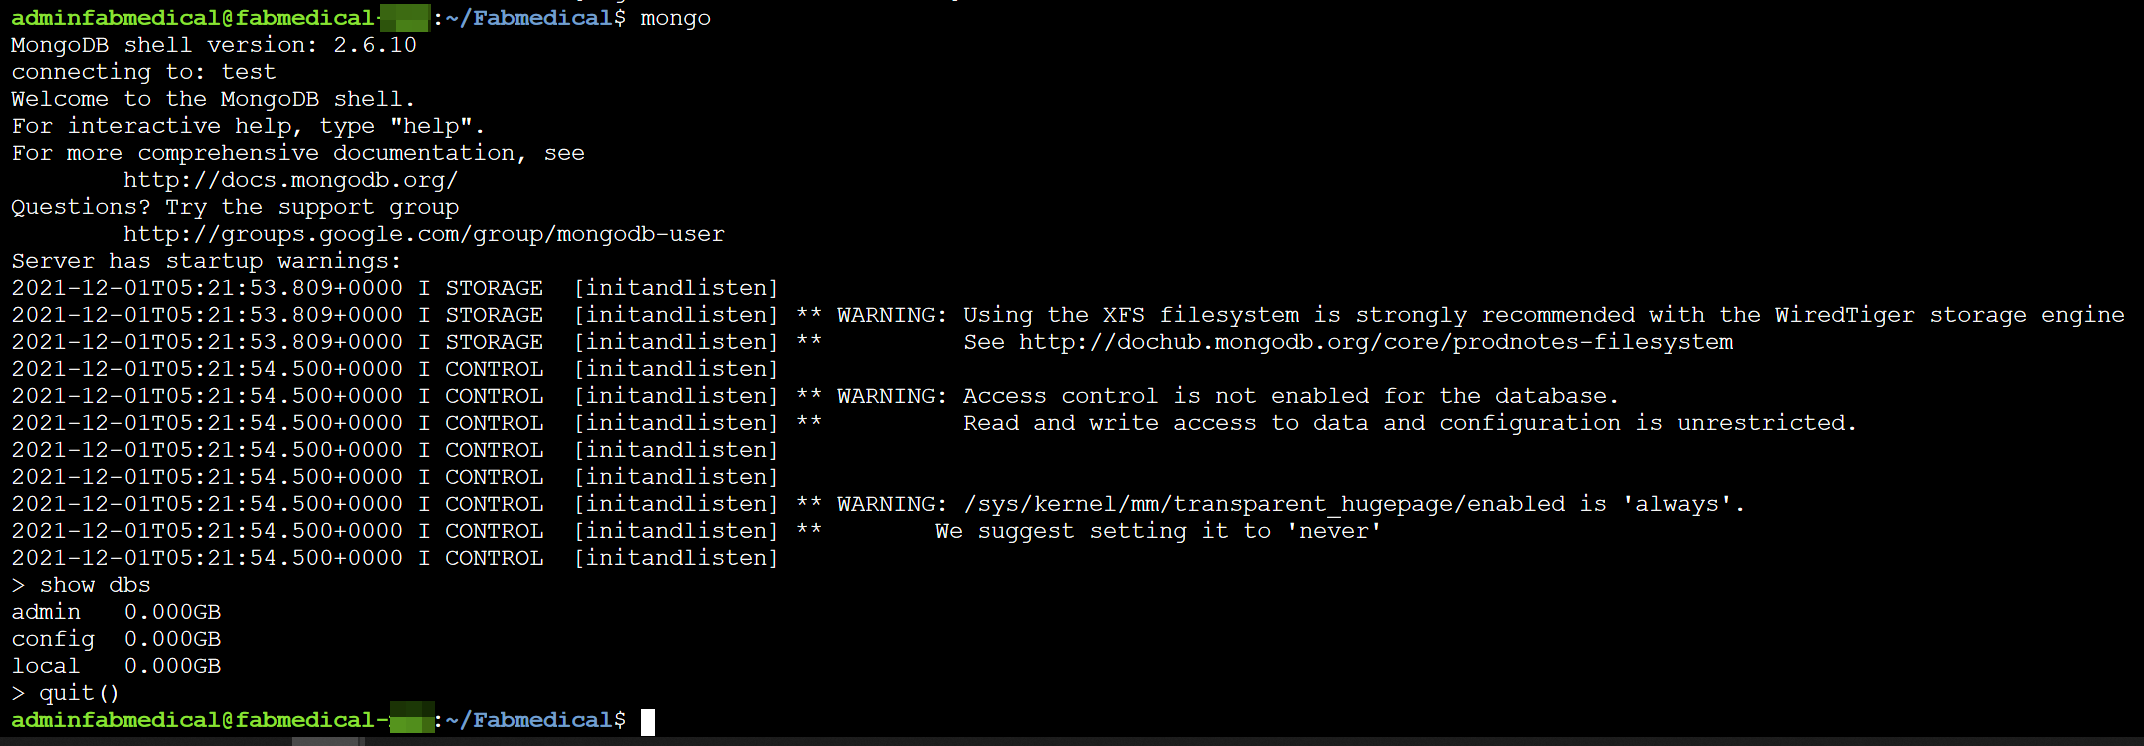 adminfabmedical@fabmedical-:~/Fabmedical$ mongo
MongoDB shell version: 2.6.10
connecting to: test
Welcome to the MongoDB shell.
For interactive help, type "help".
For more comprehensive documentation, see
        http://docs.mongodb.org/
Questions? Try the support group
        http://groups.google.com/group/mongodb-user
Server has startup warnings:
2021-12-01T05:21:53.809+0000 I STORAGE  [initandlisten]
2021-12-01T05:21:53.809+0000 I STORAGE  [initandlisten] ** WARNING: Using the XFS filesystem is strongly recommended with the WiredTiger storage engine
2021-12-01T05:21:53.809+0000 I STORAGE  [initandlisten] **          See http://dochub.mongodb.org/core/prodnotes-filesystem
2021-12-01T05:21:54.500+0000 I CONTROL  [initandlisten]
2021-12-01T05:21:54.500+0000 I CONTROL  [initandlisten] ** WARNING: Access control is not enabled for the database.
2021-12-01T05:21:54.500+0000 I CONTROL  [initandlisten] **          Read and write access to data and configuration is unrestricted.
2021-12-01T05:21:54.500+0000 I CONTROL  [initandlisten]
2021-12-01T05:21:54.500+0000 I CONTROL  [initandlisten]
2021-12-01T05:21:54.500+0000 I CONTROL  [initandlisten] ** WARNING: /sys/kernel/mm/transparent_hugepage/enabled is 'always'.
2021-12-01T05:21:54.500+0000 I CONTROL  [initandlisten] **        We suggest setting it to 'never'
2021-12-01T05:21:54.500+0000 I CONTROL  [initandlisten]
> show dbs
admin   0.000GB
config  0.000GB
local   0.000GB
> quit()
adminfabmedical@fabmedical-:~/Fabmedical$